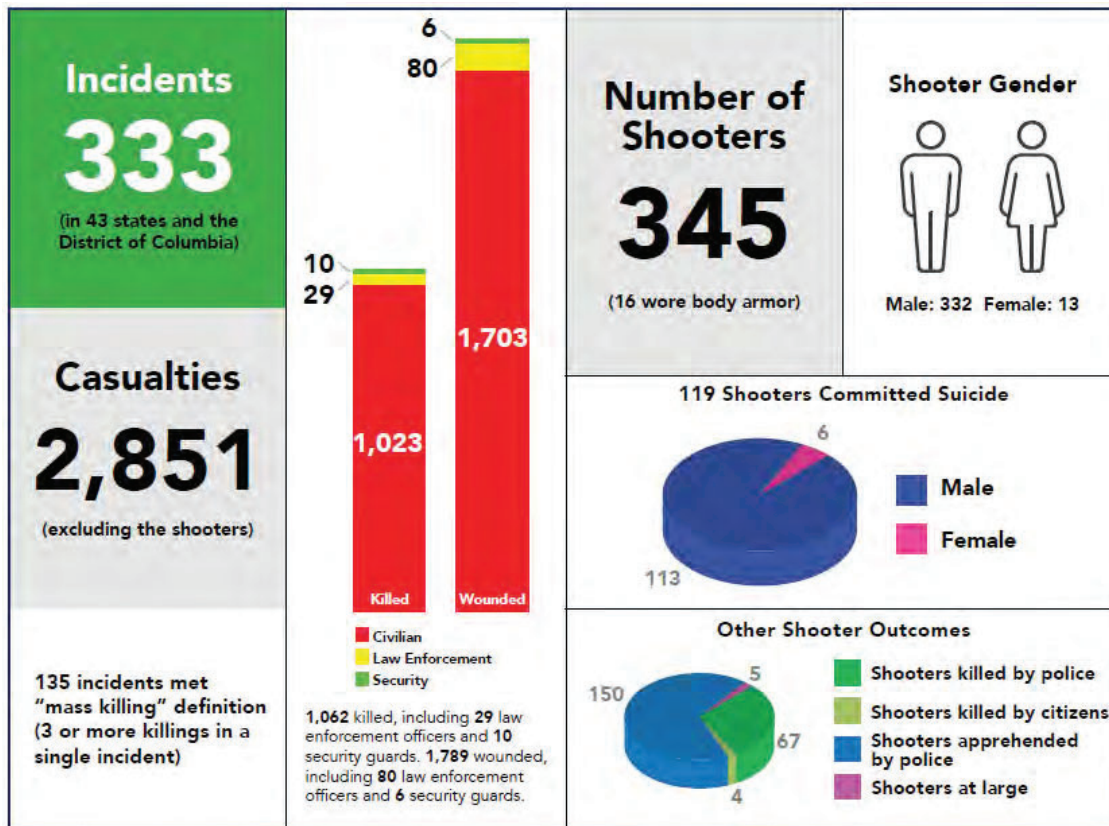 Incidents
333
(in 43 states and the
District of Columbia)
Casualties
2,851
(excluding the shooters)
135 incidents met
“mass killing” definition
(3 or more killings in a
single incident)
6
80
10
29
1,703
1,023
Killed
Wounded
Civilian
Law Enforcement
Security
1,062 killed, including 29 law
enforcement officers and 10
security guards. 1,789 wounded,
including 80 law enforcement
officers and 6 security guards.
Number of
Shooters
345
(16 wore body armor)
Shooter Gender
Male: 332 Female: 13
119 Shooters Committed Suicide
6
113
Male
Female
Other Shooter Outcomes
5
150
67
4
Shooters killed by police
Shooters killed by citizens
Shooters apprehended
by police
Shooters at large